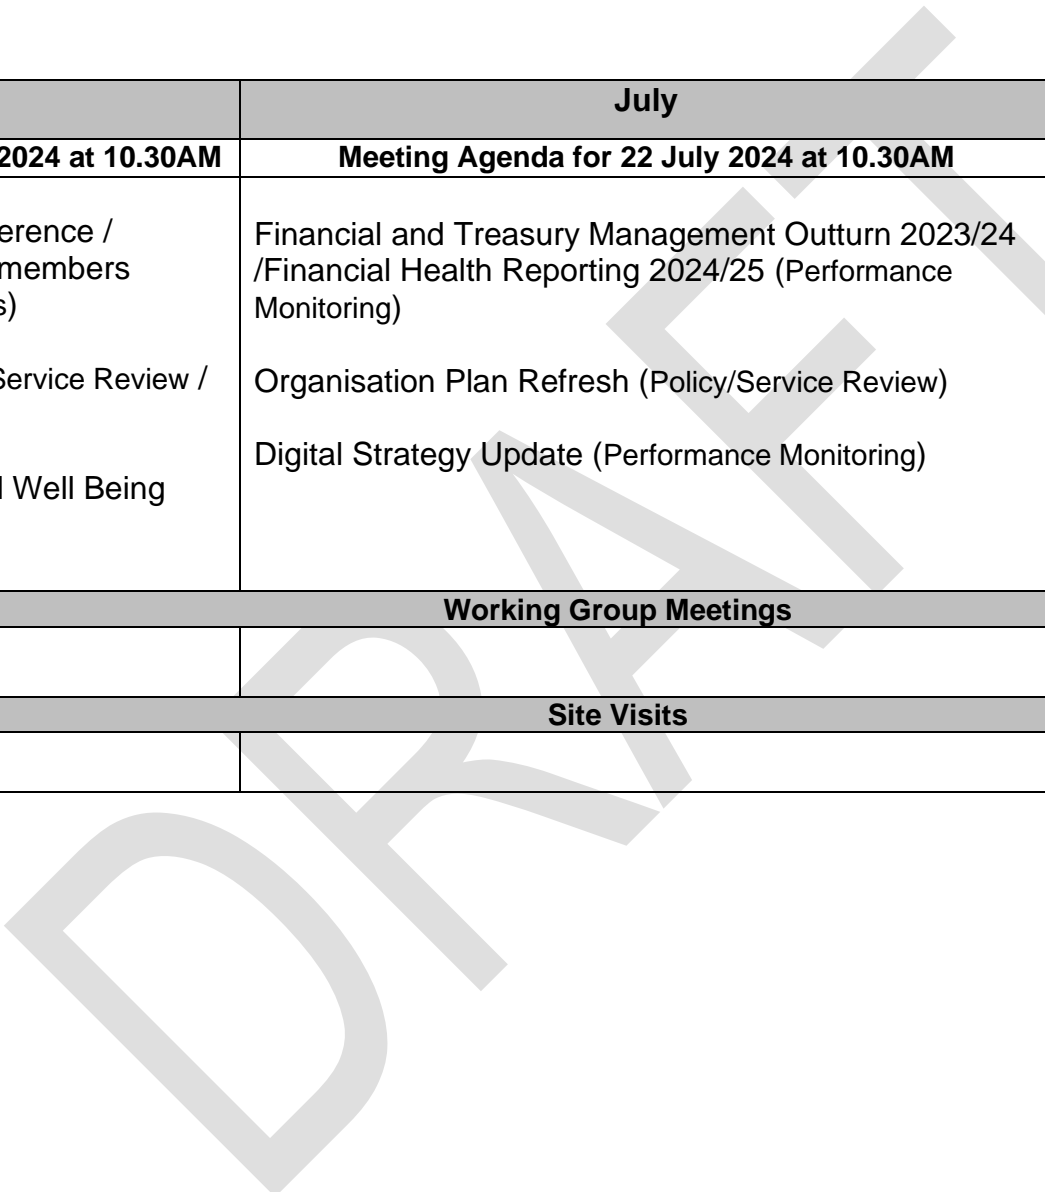 July
2024 at 10.30AM
Meeting Agenda for 22 July 2024 at 10.30AM
erence /
members
s)
Service Review /
l Well Being
Financial and Treasury Management Outturn 2023/24
/Financial Health Reporting 2024/25 (Performance
Monitoring)
Organisation Plan Refresh (Policy/Service Review)
Digital Strategy Update (Performance Monitoring)
Working Group Meetings
Site Visits
DRAFT